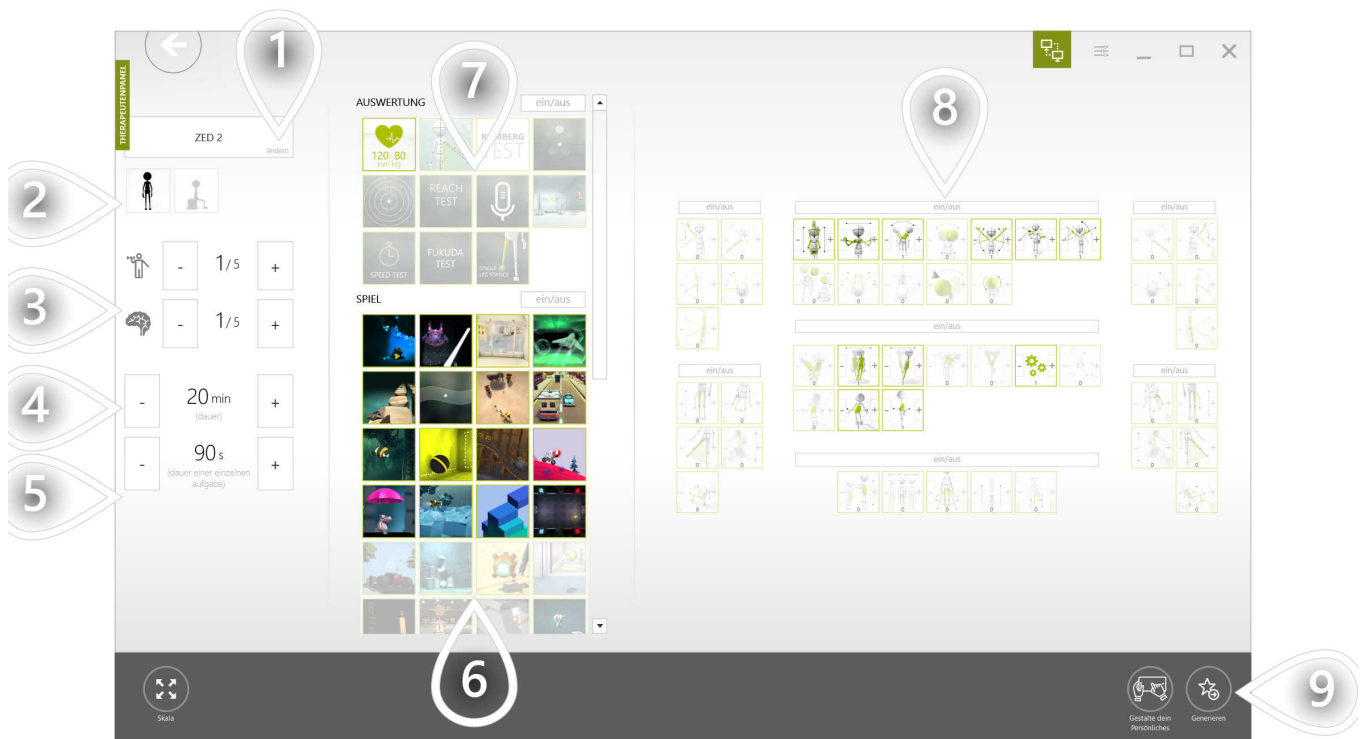 1
THERAPEUTENPANEL
ZED 2
ändern
2
1/5
-
+
3
1/5
-
+
4
20 min
(dauer)
-
+
5
90 s
(dauer einer einzelnen
aufgabe)
-
+
7
AUSWERTUNG
ein/aus
120 80
mm Hg
TEST
REACH
TEST
SPEED TEST
FUKUDA
TEST
SINGLE
LEG STANCE
SPIEL
ein/aus
6
8
ein/aus
ein/aus
ein/aus
ein/aus
ein/aus
ein/aus
ein/aus
Skala
Gestalte dein
Persönliches
Generieren
9